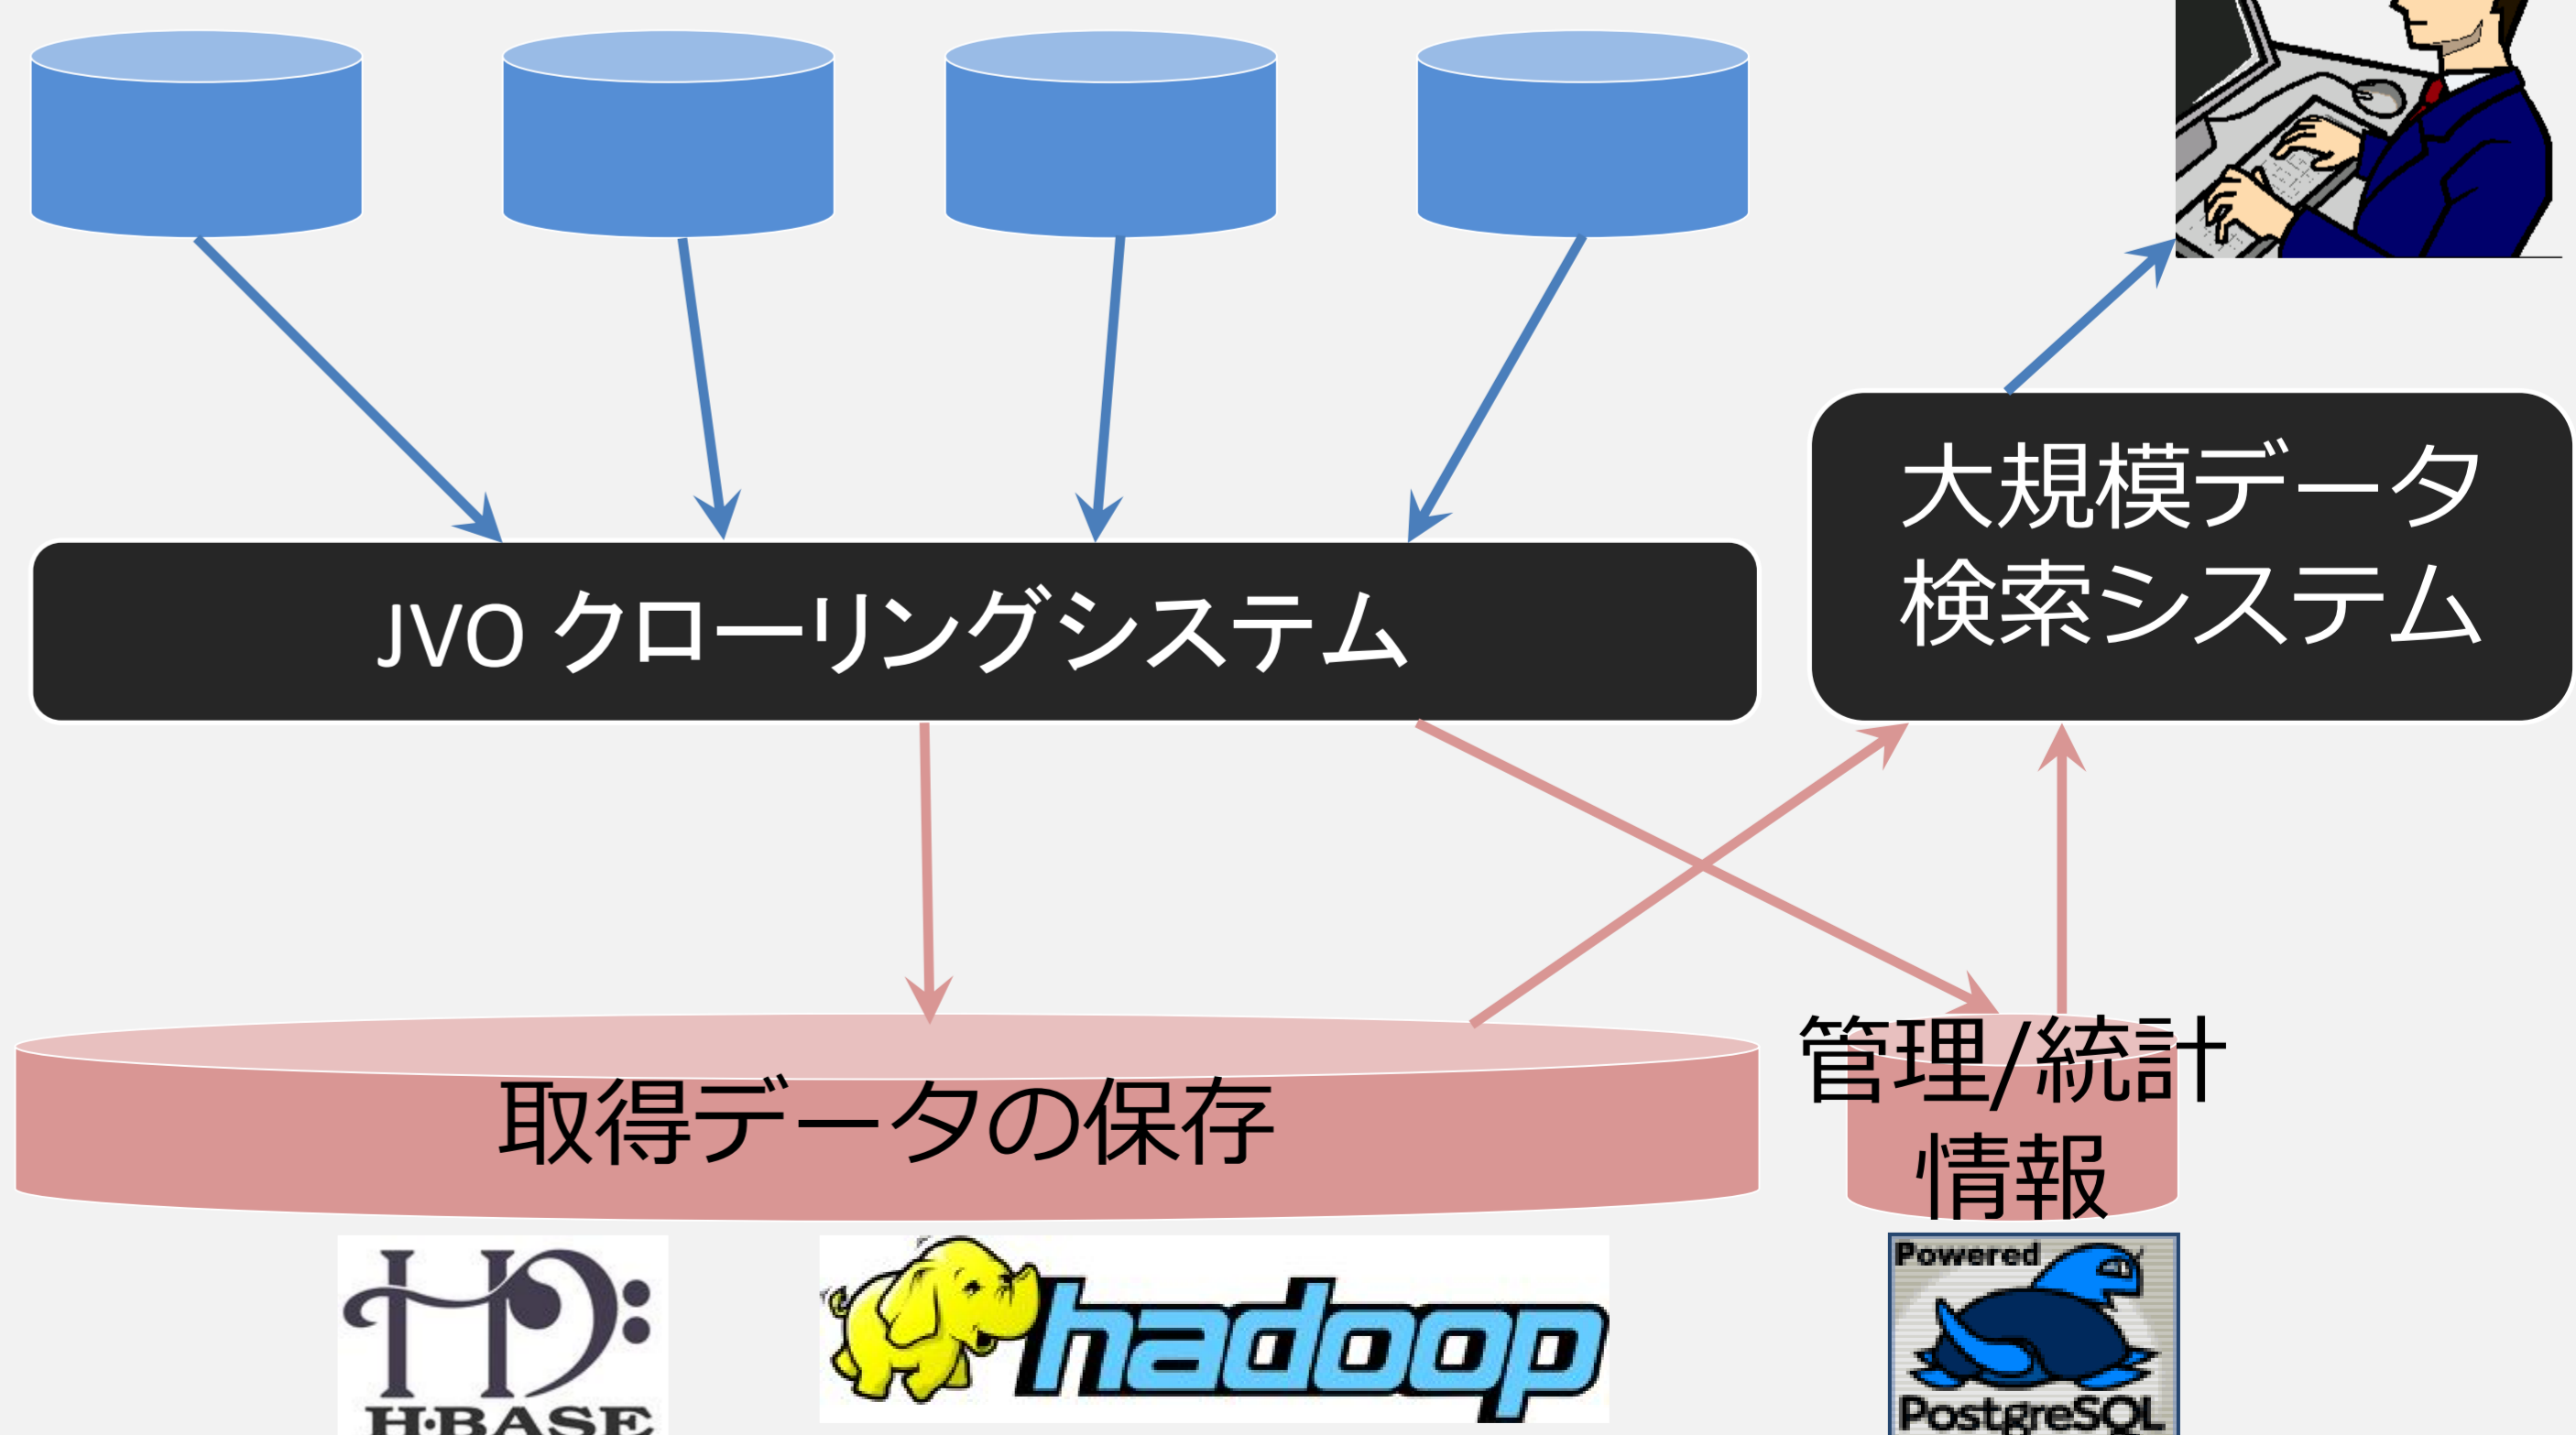 大規模データ
検索システム
JVO クローリングシステム
取得データの保存
管理/統計
情報
H·BASE
hadoop
Powered
PostgreSQL